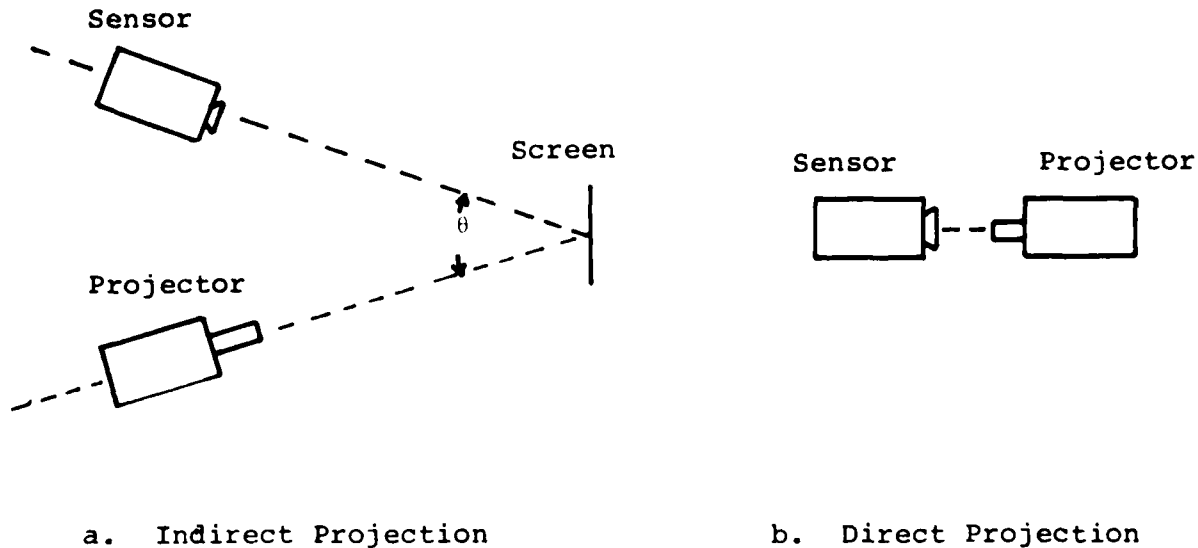 Sensor
Screen
θ
Projector
a. Indirect Projection
Sensor Projector
b. Direct Projection